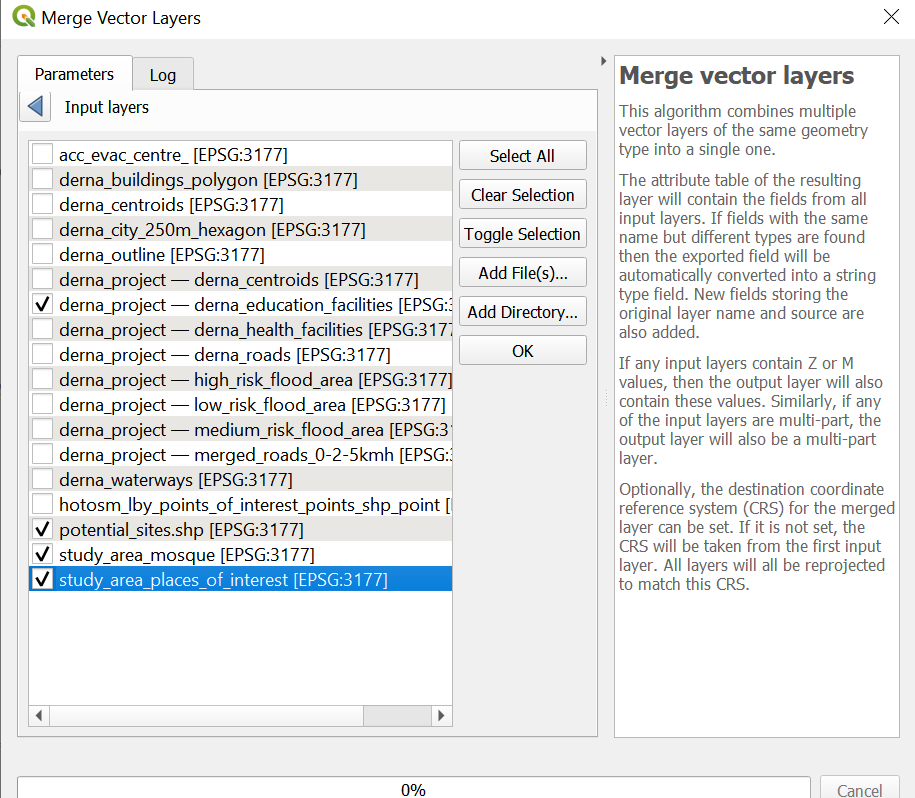 Merge Vector Layers
Parameters
Log
Input layers
acc_evac_centre_ [EPSG:3177]
derna_buildings_polygon [EPSG:3177]
derna_centroids [EPSG:3177]
derna_city_250m_hexagon [EPSG:3177]
derna_outline [EPSG:3177]
derna_project — derna_centroids [EPSG:3177]
derna_project — derna_education_facilities [EPSG:3
derna_project — derna_health_facilities [EPSG:3177
derna_project — derna_roads [EPSG:3177]
derna_project — high_risk_flood_area [EPSG:3177]
derna_project — low_risk_flood_area [EPSG:3177]
derna_project — medium_risk_flood_area [EPSG:31
derna_project — merged_roads_0-2-5kmh [EPSG:3
derna_waterways [EPSG:3177]
hotosm_lby_points_of_interest_points_shp_point [
potential_sites.shp [EPSG:3177]
study_area_mosque [EPSG:3177]
study_area_places_of_interest [EPSG:3177]
Select All
Clear Selection
Toggle Selection
Add File(s)...
Add Directory...
OK
Merge vector layers
This algorithm combines multiple
vector layers of the same geometry
type into a single one.
The attribute table of the resulting
layer will contain the fields from all
input layers. If fields with the same
name but different types are found
then the exported field will be
automatically converted into a string
type field. New fields storing the
original layer name and source are
also added.
If any input layers contain Z or M
values, then the output layer will also
contain these values. Similarly, if any
of the input layers are multi-part, the
output layer will also be a multi-part
layer.
Optionally, the destination coordinate
reference system (CRS) for the merged
layer can be set. If it is not set, the
CRS will be taken from the first input
layer. All layers will all be reprojected
to match this CRS.
0%
Cancel